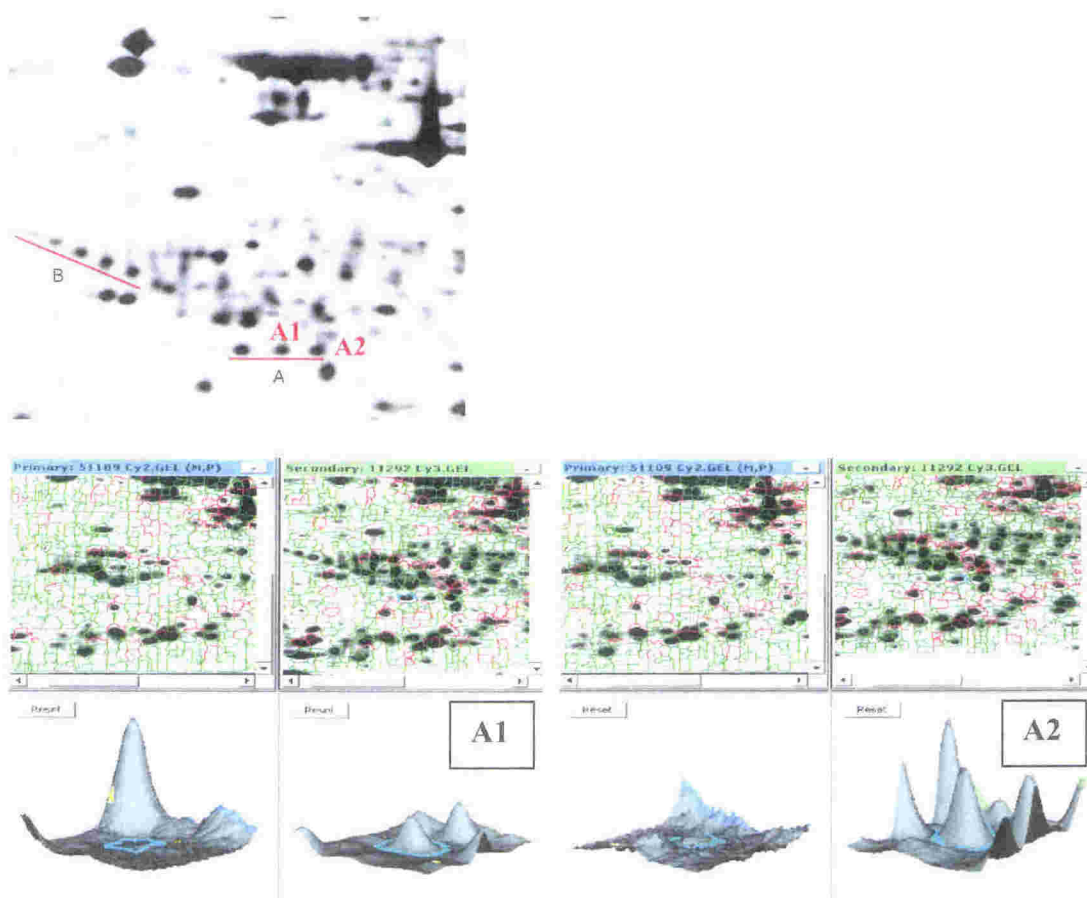 B
A1
A2
A
Primary: 51109 Cy2.GEL (M,P)
Secondary: 11292 Cy3.GEL
Primary: 51109 Cy2.GEL (M,P)
Secondary: 11292 Cy3.GEL
Reset
Reset
A1
Reset
Reset
A2